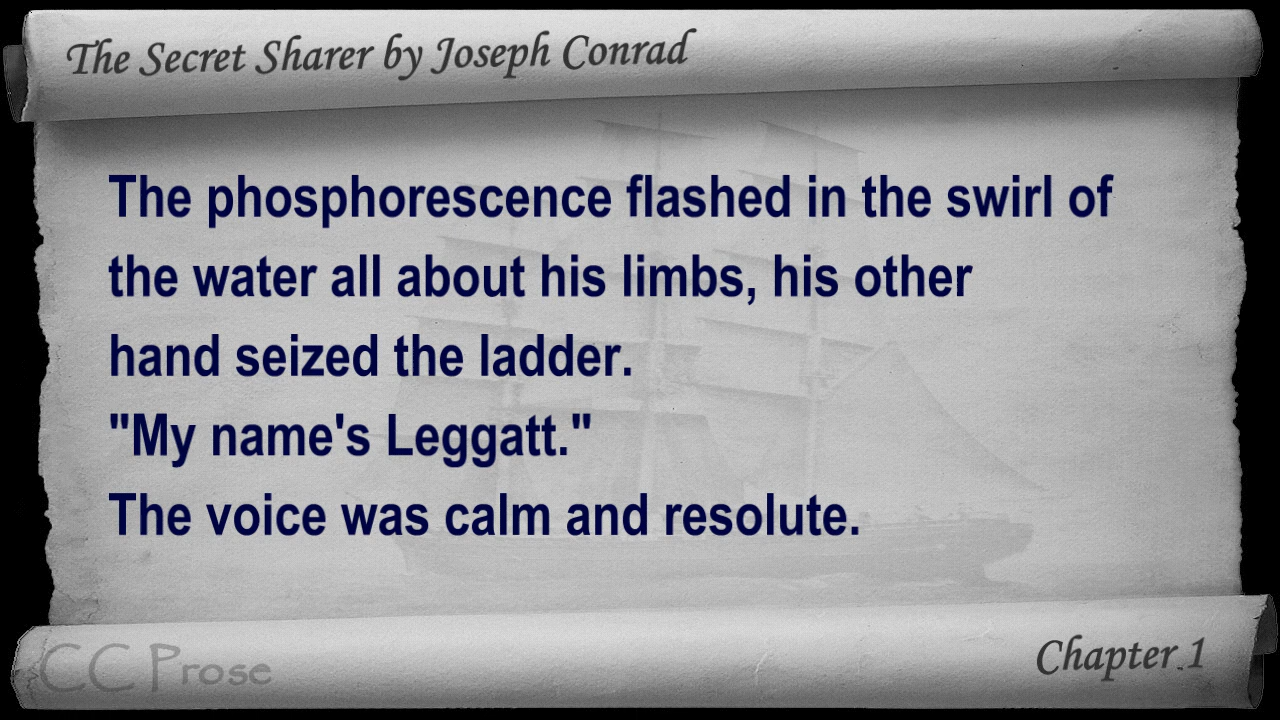 The Secret Sharer by Joseph Conrad
The phosphorescence flashed in the swirl of
the water all about his limbs, his other
hand seized the ladder.
"My name's Leggatt."
The voice was calm and resolute.
CC Prose
Chapter 1